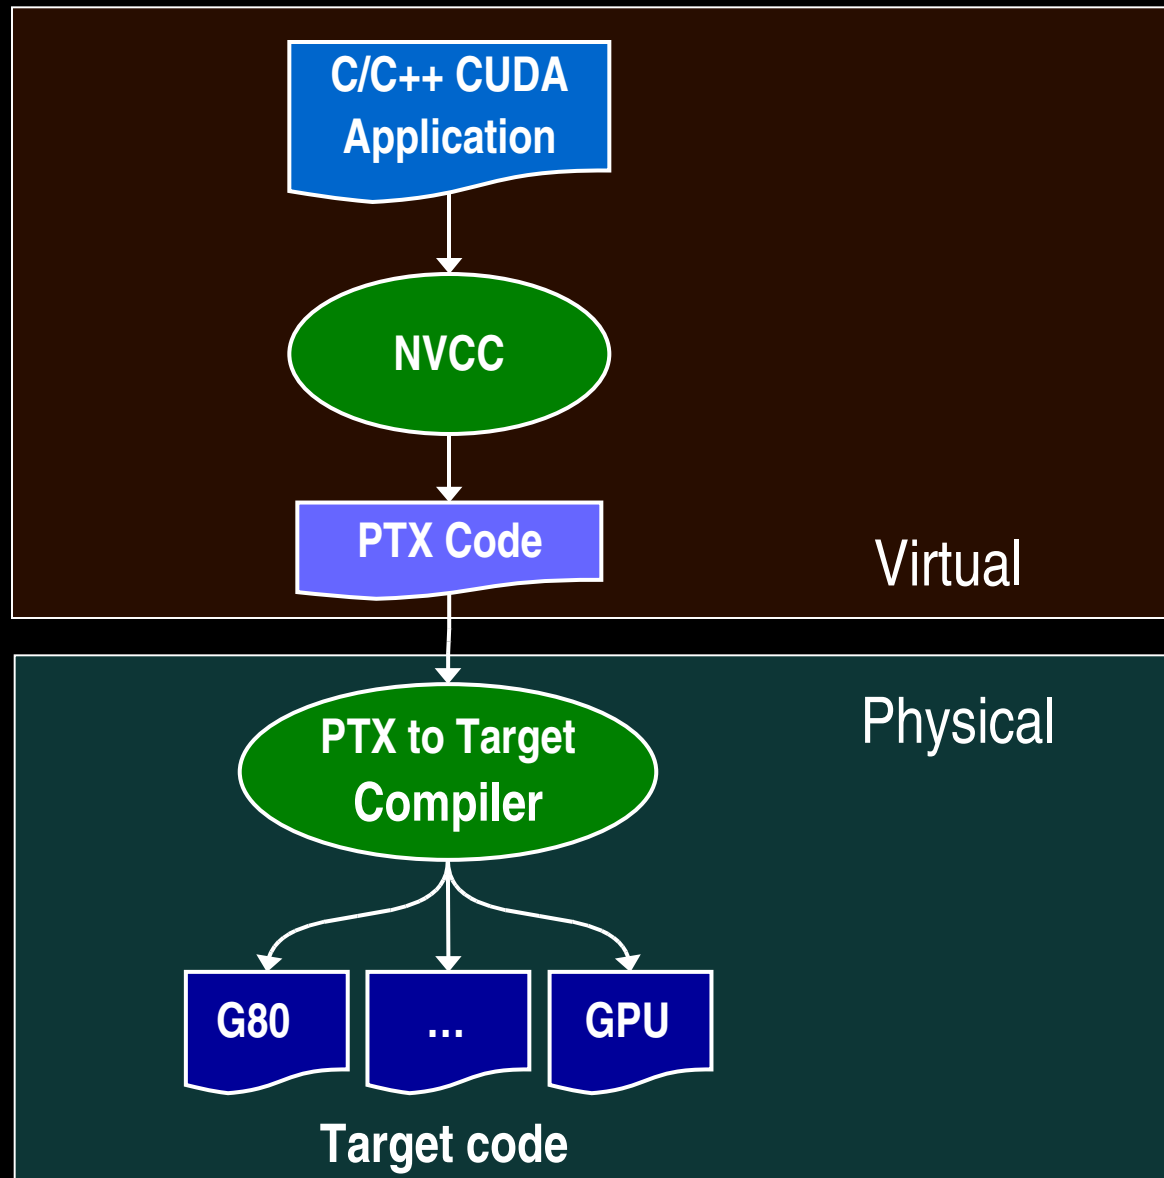 C/C++ CUDA
Application
NVCC
PTX Code
Virtual
Physical
PTX to Target
Compiler
G80
...
GPU
Target code